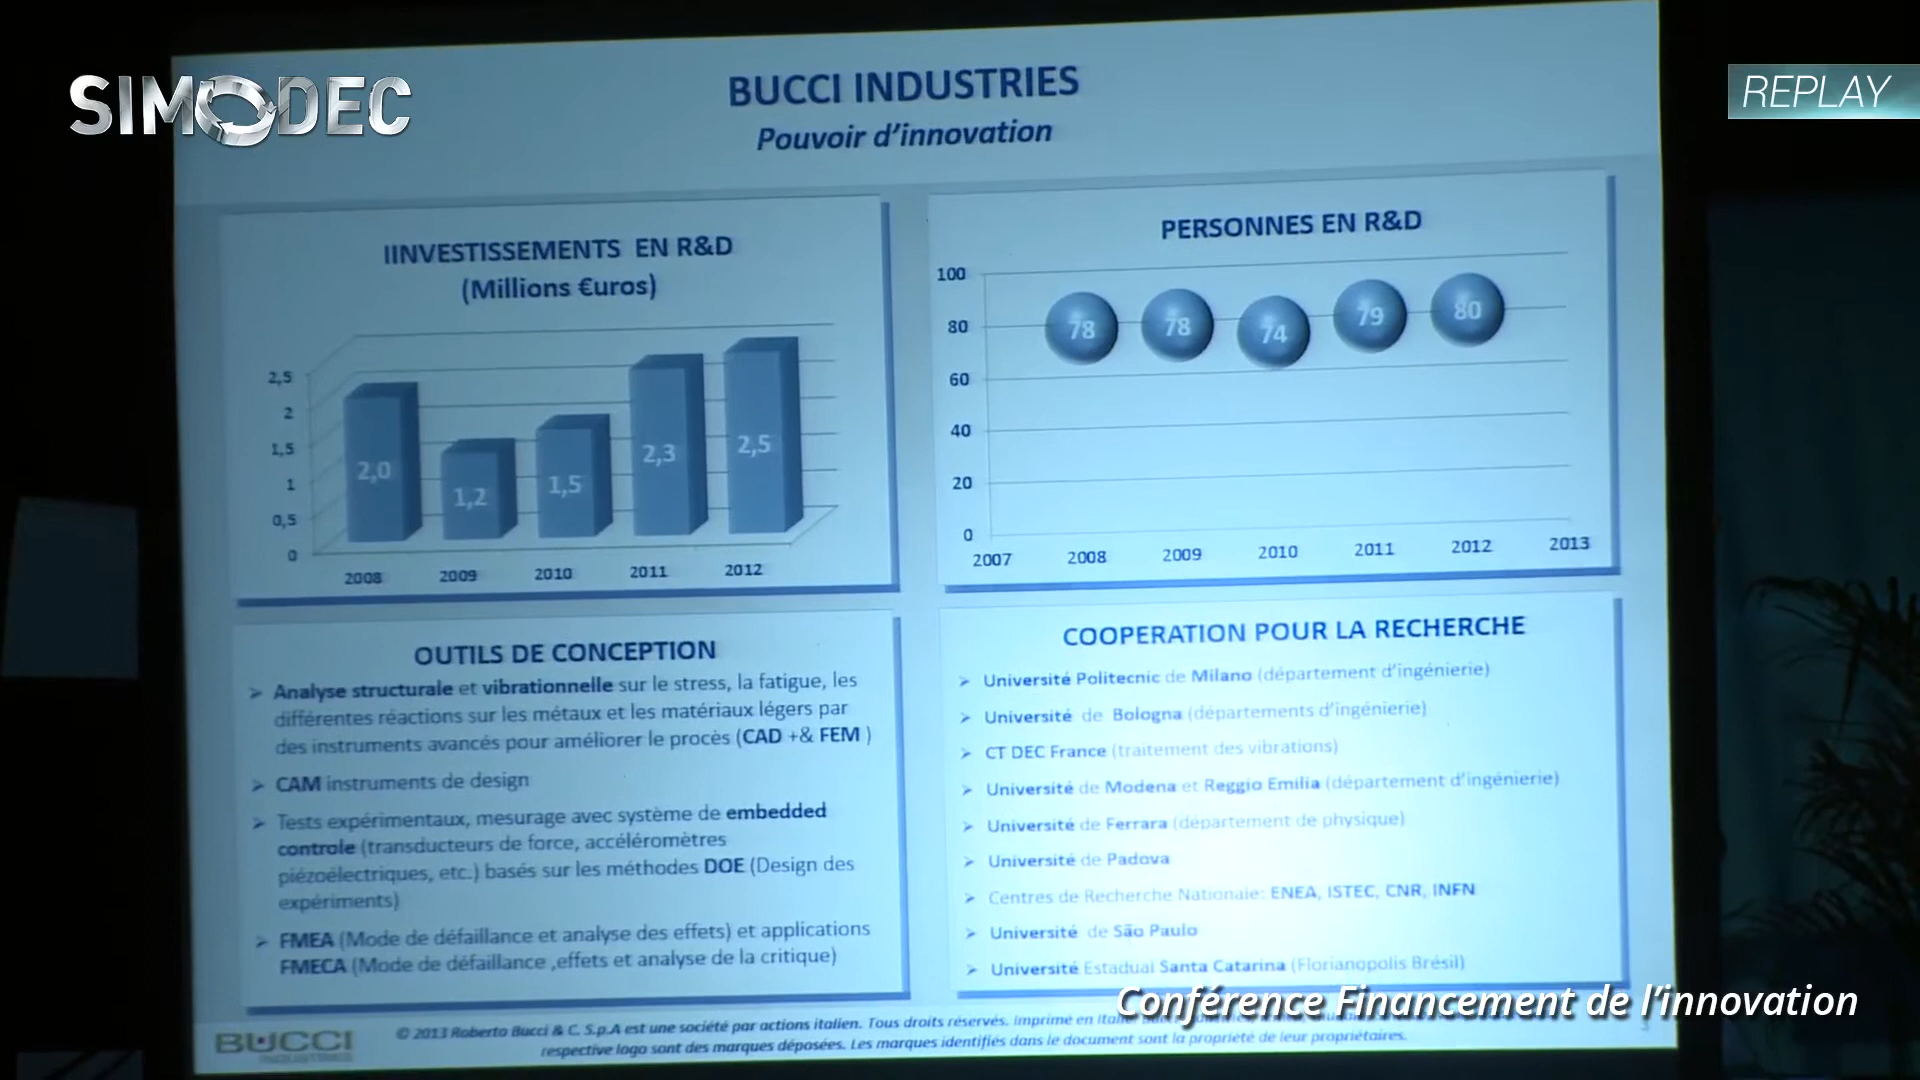 SIMODEC
REPLAY
BUCCI INDUSTRIES
Pouvoir d'innovation
IINVESTISSEMENTS EN R&D
(Millions €uros)
2,5
2
1,5
1
0,5
0
2,0
1,2
1,5
2,3
2,5
2008 2009 2010 2011 2012
PERSONNES EN R&D
100
80
60
40
20
0
78 78 74 79 80
2007 2008 2009 2010 2011 2012 2013
OUTILS DE CONCEPTION
➢ Analyse structurale et vibrationnelle sur le stress, la fatigue, les
différentes réactions sur les métaux et les matériaux légers par
des instruments avancés pour améliorer le procès (CAD +& FEM )
➢ CAM instruments de design
➢ Tests expérimentaux, mesurage avec système de embedded
controle (transducteurs de force, accéléromètres
piézoélectriques, etc.) basés sur les méthodes DOE (Design des
expériments)
➢ FMEA (Mode de défaillance et analyse des effets) et applications
FMECA (Mode de défaillance ,effets et analyse de la critique)
COOPERATION POUR LA RECHERCHE
➢ Université Politecnic de Milano (département d'ingénierie)
➢ Université de Bologna (départements d'ingénierie)
➢ CT DEC France (traitement des vibrations)
➢ Université de Modena et Reggio Emilia (département d'ingénierie)
➢ Université de Ferrara (département de physique)
➢ Université de Padova
➢ Centres de Recherche Nationale: ENEA, ISTEC, CNR, INFN
➢ Université de São Paulo
➢ Université Estadual Santa Catarina (Florianopolis Brésil)
Conférence Financement de l'innovation
BUCCI
INDUSTRIES
© 2013 Roberto Bucci & C. S.p.A est une société par actions italien. Tous droits réservés. imprimé en
respective logo sont des marques déposées. Les marques identifiés dans le document sont la propriété de leur propriétaires.